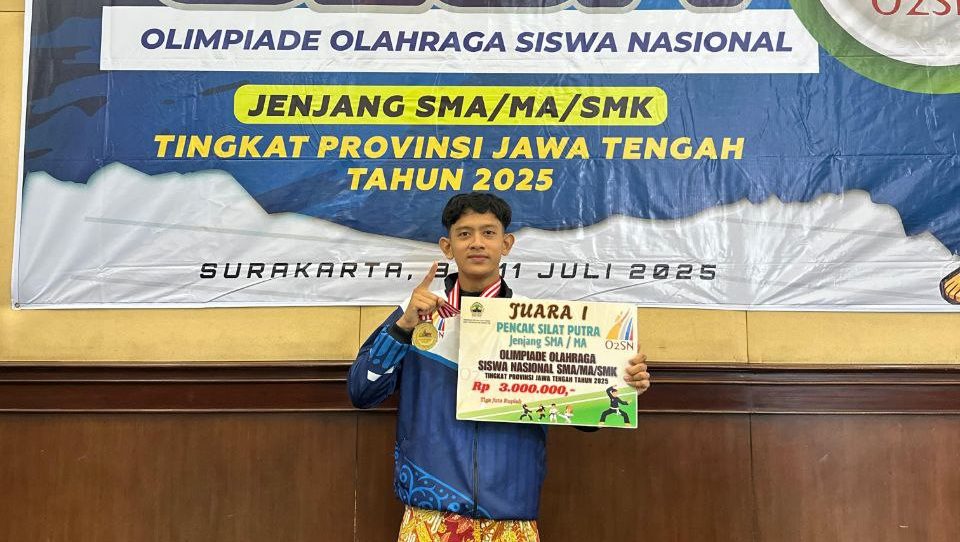 OLIMPIADE OLAHRAGA SISWA NASIONAL
JENJANG SMA/MA/SMK
TINGKAT PROVINSI JAWA TENGAH
TAHUN 2025
SURAKARTA, 11 JULI 2025
JUARA I
PENCAK SILAT PUTRA
Jenjang SMA / MA
O2SN
OLIMPIADE OLAHRAGA
SISWA NASIONAL SMA/MA/SMK
TINGKAT PROVINSI JAWA TENGAH TAHUN 2025
Rp 3.000.000,-
Tiga Juta Rupiah